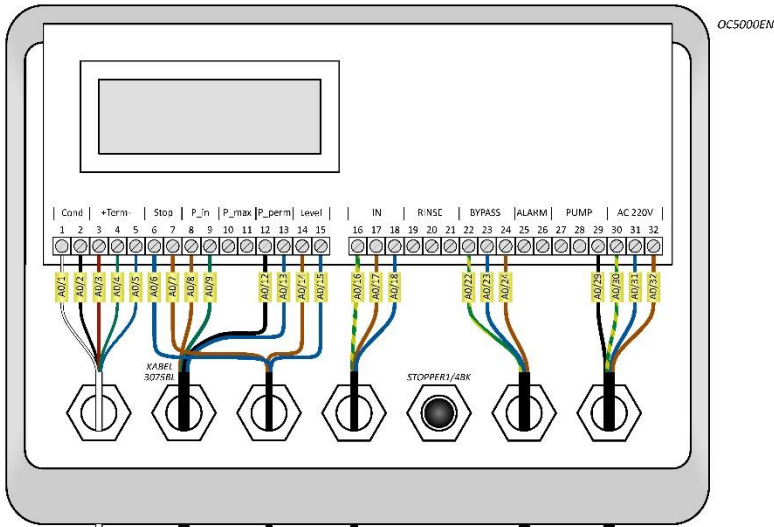 OC5000EN
Cond +Term- Stop P_in P_max P_perm Level IN RINSE BYPASS ALARM PUMP AC 220V
1 2 3 4 5 6 7 8 9 10 11 12 13 14 15 16 17 18 19 20 21 22 23 24 25 26 27 28 29 30 31 32
A0/1 A0/2 A0/3 A0/4 A0/5 A0/6 A0/7 A0/8 A0/9 A0/12 A0/13 A0/14 A0/15 A0/16 A0/17 A0/18 A0/22 A0/23 A0/24 A0/29 A0/30 A0/31 A0/32
KABEL
3075BL
STOPPER1/4BK